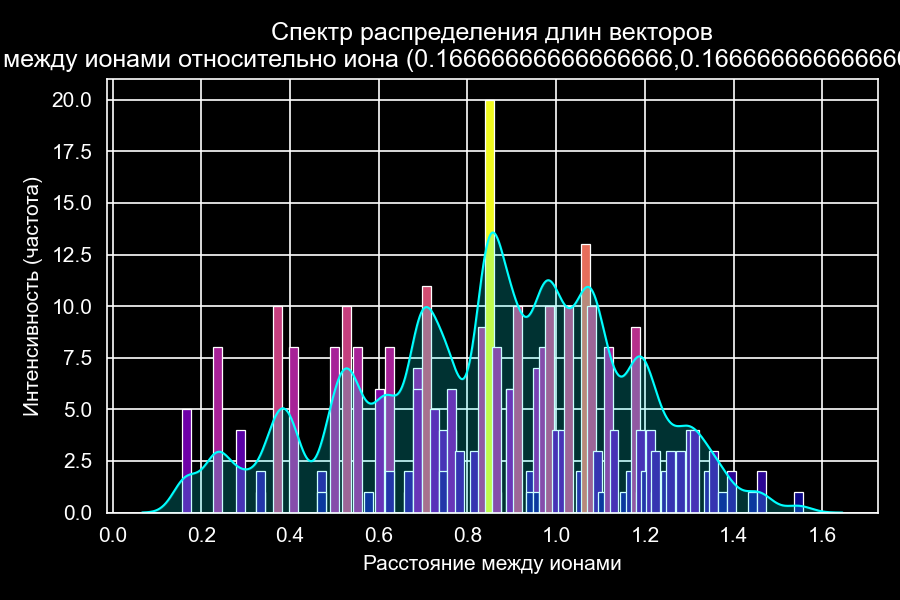 Спектр распределения длин векторов
между ионами относительно иона (0.16666666666666666,0.1666666666666666
20.0
17.5
15.0
12.5
10.0
7.5
5.0
2.5
0.0
Интенсивность (частота)
0.0 0.2 0.4 0.6 0.8 1.0 1.2 1.4 1.6
Расстояние между ионами